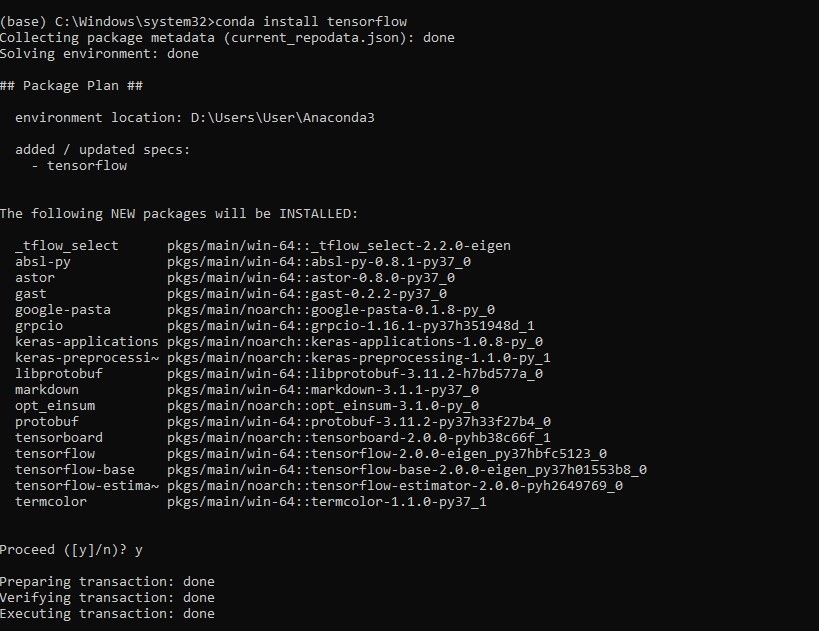 (base) C:\Windows\system32>conda install tensorflow
Collecting package metadata (current_repodata.json): done
Solving environment: done
## Package Plan ##
environment location: D:\Users\User\Anaconda3
added / updated specs:
- tensorflow
The following NEW packages will be INSTALLED:
_tflow_select pkgs/main/win-64::_tflow_select-2.2.0-eigen
absl-py pkgs/main/win-64::absl-py-0.8.1-py37_0
astor pkgs/main/win-64::astor-0.8.0-py37_0
gast pkgs/main/win-64::gast-0.2.2-py37_0
google-pasta pkgs/main/noarch::google-pasta-0.1.8-py_0
grpcio pkgs/main/win-64::grpcio-1.16.1-py37h351948d_1
keras-applications pkgs/main/noarch::keras-applications-1.0.8-py_0
keras-preprocessi~ pkgs/main/noarch::keras-preprocessing-1.1.0-py_1
libprotobuf pkgs/main/win-64::libprotobuf-3.11.2-h7bd577a_0
markdown pkgs/main/win-64::markdown-3.1.1-py37_0
opt_einsum pkgs/main/noarch::opt_einsum-3.1.0-py_0
protobuf pkgs/main/win-64::protobuf-3.11.2-py37h33f27b4_0
tensorboard pkgs/main/noarch::tensorboard-2.0.0-pyhb38c66f_1
tensorflow pkgs/main/win-64::tensorflow-2.0.0-eigen_py37hbfc5123_0
tensorflow-base pkgs/main/win-64::tensorflow-base-2.0.0-eigen_py37h01553b8_0
tensorflow-estima~ pkgs/main/noarch::tensorflow-estimator-2.0.0-pyh2649769_0
termcolor pkgs/main/win-64::termcolor-1.1.0-py37_1
Proceed ([y]/n)? y
Preparing transaction: done
Verifying transaction: done
Executing transaction: done